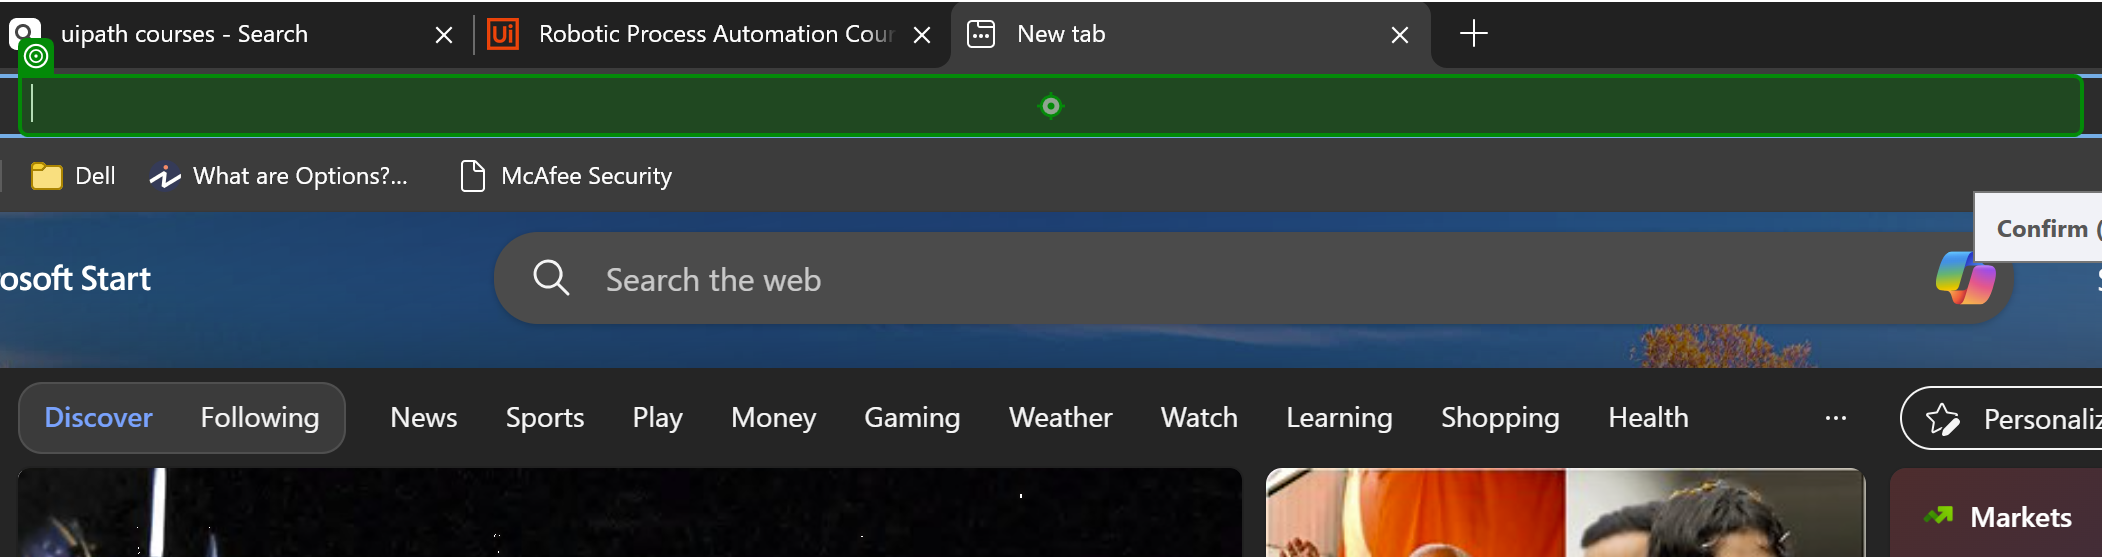 uipath courses - Search
Ui Robotic Process Automation Cour
New tab
Dell
What are Options?...
McAfee Security
Confirm (
osoft Start
Search the web
Discover
Following
News
Sports
Play
Money
Gaming
Weather
Watch
Learning
Shopping
Health
...
Personaliz
Markets